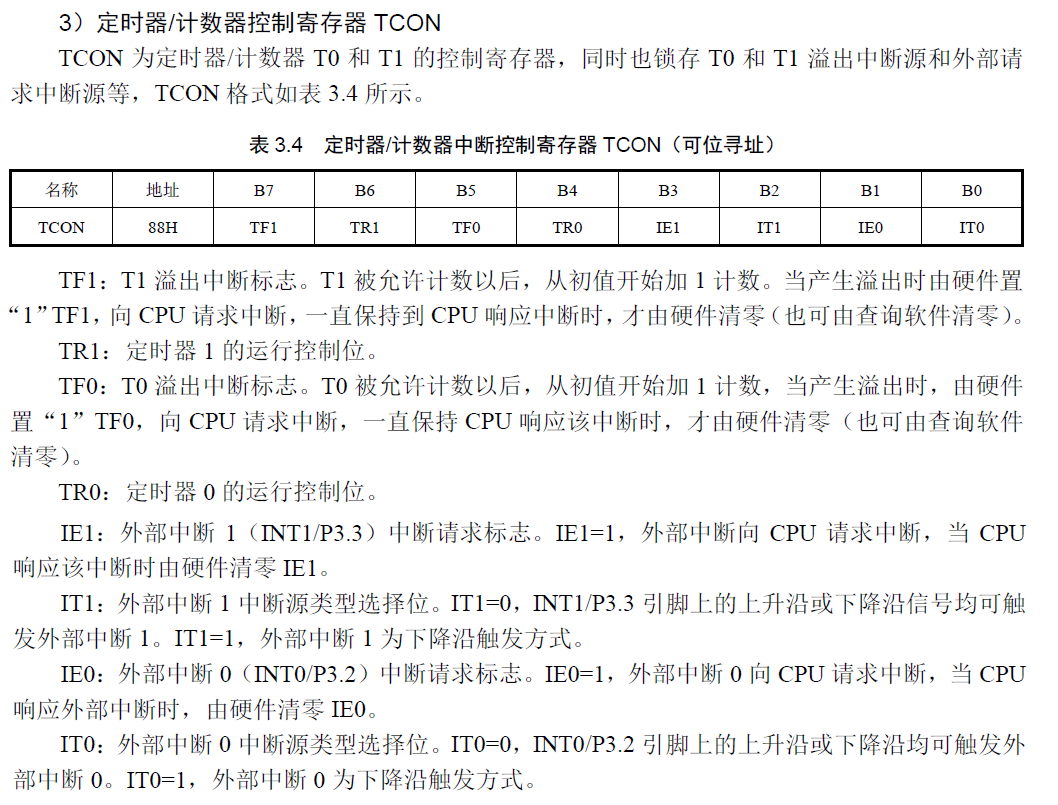 3）定时器/计数器控制寄存器 TCON
TCON 为定时器/计数器 T0 和 T1 的控制寄存器，同时也锁存 T0 和 T1 溢出中断源和外部请
求中断源等，TCON 格式如表 3.4 所示。
表 3.4 定时器/计数器中断控制寄存器 TCON（可位寻址）
名称 地址 B7 B6 B5 B4 B3 B2 B1 B0
TCON 88H TF1 TR1 TF0 TR0 IE1 IT1 IE0 IT0
TF1：T1 溢出中断标志。T1 被允许计数以后，从初值开始加 1 计数。当产生溢出时由硬件置
“1”TF1，向 CPU 请求中断，一直保持到 CPU 响应中断时，才由硬件清零（也可由查询软件清零）。
TR1：定时器 1 的运行控制位。
TF0：T0 溢出中断标志。T0 被允许计数以后，从初值开始加 1 计数，当产生溢出时，由硬件
置“1”TF0，向 CPU 请求中断，一直保持 CPU 响应该中断时，才由硬件清零（也可由查询软件
清零）。
TR0：定时器 0 的运行控制位。
IE1：外部中断 1（INT1/P3.3）中断请求标志。IE1=1，外部中断向 CPU 请求中断，当 CPU
响应该中断时由硬件清零 IE1。
IT1：外部中断 1 中断源类型选择位。IT1=0，INT1/P3.3 引脚上的上升沿或下降沿信号均可触
发外部中断 1。IT1=1，外部中断 1 为下降沿触发方式。
IE0：外部中断 0（INT0/P3.2）中断请求标志。IE0=1，外部中断 0 向 CPU 请求中断，当 CPU
响应外部中断时，由硬件清零 IE0。
IT0：外部中断 0 中断源类型选择位。IT0=0，INT0/P3.2 引脚上的上升沿或下降沿均可触发外
部中断 0。IT0=1，外部中断 0 为下降沿触发方式。